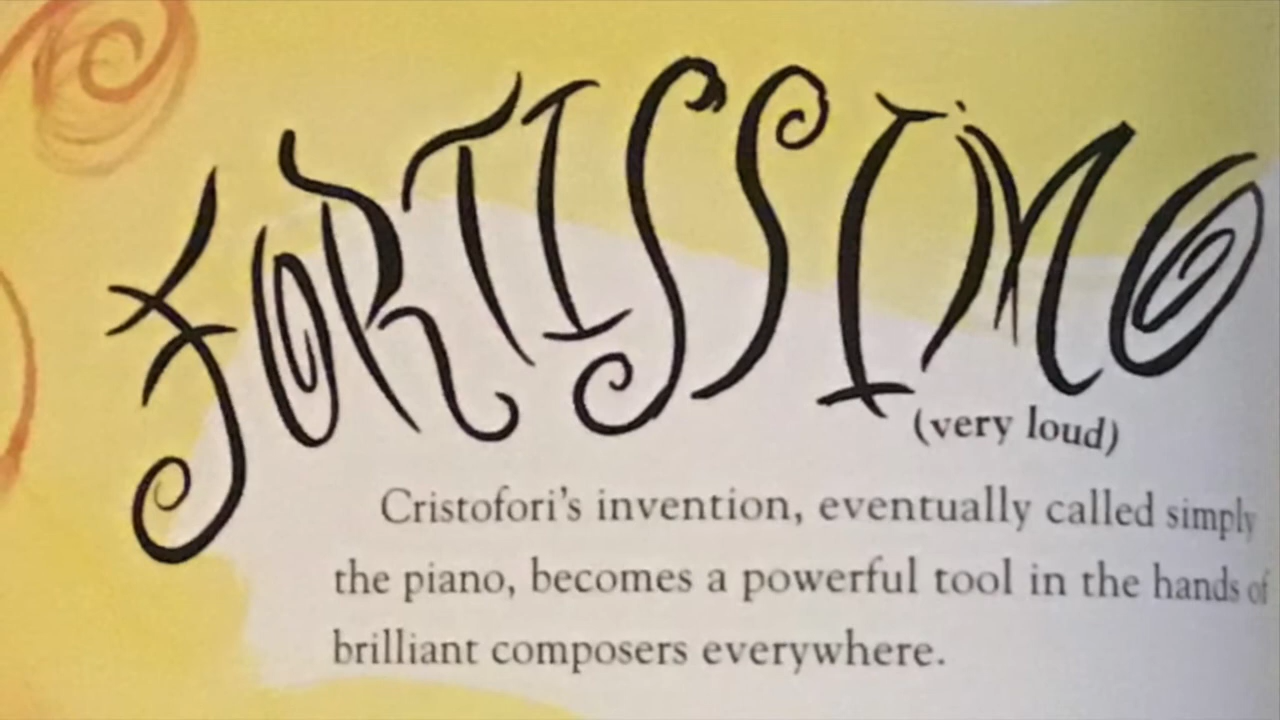 FORTISSIMO
(very loud)
Cristofori's invention, eventually called simply
the piano, becomes a powerful tool in the hands of
brilliant composers everywhere.